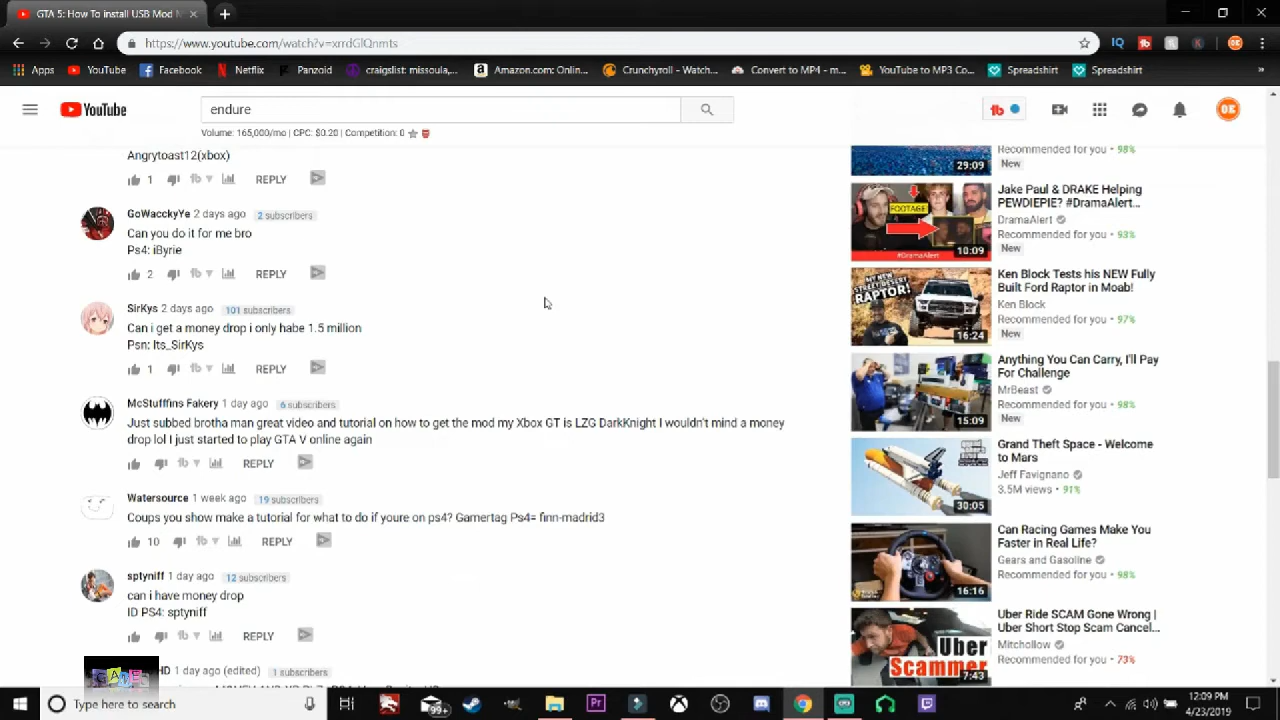 GTA 5: How To install USB Mod
https://www.youtube.com/watch?v=xrrdGlQnmts
Apps
YouTube
Facebook
Netflix
Panzoid
craigslist: missoula,...
Amazon.com: Onlin...
Crunchyroll - Watch...
Convert to MP4 - m...
YouTube to MP3 Co...
Spreadshirt
Spreadshirt
»
YouTube
endure
Volume: 165,000/mo | CPC: $0.20 | Competition: 0
Angrytoast12(xbox)
1 REPLY
GoWacckyYe 2 days ago 2 subscribers
Can you do it for me bro
Ps4: iByrie
2 REPLY
SirKys 2 days ago 101 subscribers
Can i get a money drop i only habe 1.5 million
Psn: Its_SirKys
1 REPLY
McStufffins Fakery 1 day ago 6 subscribers
Just subbed brotha man great video and tutorial on how to get the mod my Xbox GT is LZG DarkKnight I wouldn't mind a money
drop lol I just started to play GTA V online again
REPLY
Watersource 1 week ago 19 subscribers
Coups you show make a tutorial for what to do if youre on ps4? Gamertag Ps4= finn-madrid3
10 REPLY
sptyniff 1 day ago 12 subscribers
can i have money drop
ID PS4: sptyniff
REPLY
HD 1 day ago (edited) 1 subscribers
29:09
Recommended for you • 98%
New
FOOTAGE
#DramaAlert
10:09
Jake Paul & DRAKE Helping
PEWDIEPIE? #DramaAlert...
DramaAlert
Recommended for you • 93%
New
MY NEW
STREET/DESERT
RAPTOR!
16:24
Ken Block Tests his NEW Fully
Built Ford Raptor in Moab!
Ken Block
Recommended for you • 97%
New
15:09
Anything You Can Carry, I'll Pay
For Challenge
MrBeast
Recommended for you • 98%
New
30:05
Grand Theft Space - Welcome
to Mars
Jeff Favignano
3.5M views • 91%
16:16
Can Racing Games Make You
Faster in Real Life?
Gears and Gasoline
Recommended for you • 98%
Uber
Scammer
7:43
Uber Ride SCAM Gone Wrong |
Uber Short Stop Scam Cancel...
Mitchollow
Recommended for you • 73%
Type here to search
99+
12:09 PM
4/23/2019